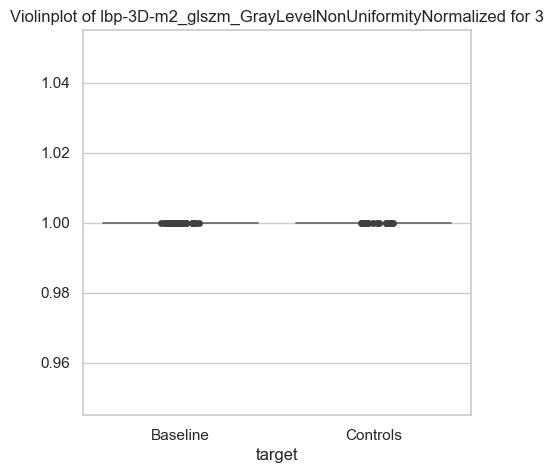 Violinplot of lbp-3D-m2_glszm_GrayLevelNonUniformityNormalized for 3
1.04
1.02
1.00
0.98
0.96
Baseline Controls
target